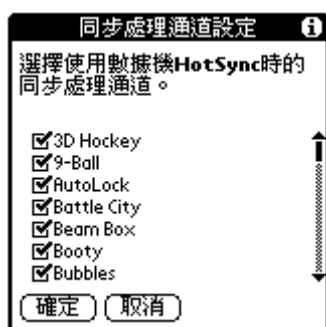 同步處理通道設定
選擇使用數據機HotSync時的
同步處理通道。
3D Hockey
9-Ball
AutoLock
Battle City
Beam Box
Booty
Bubbles
確定 取消